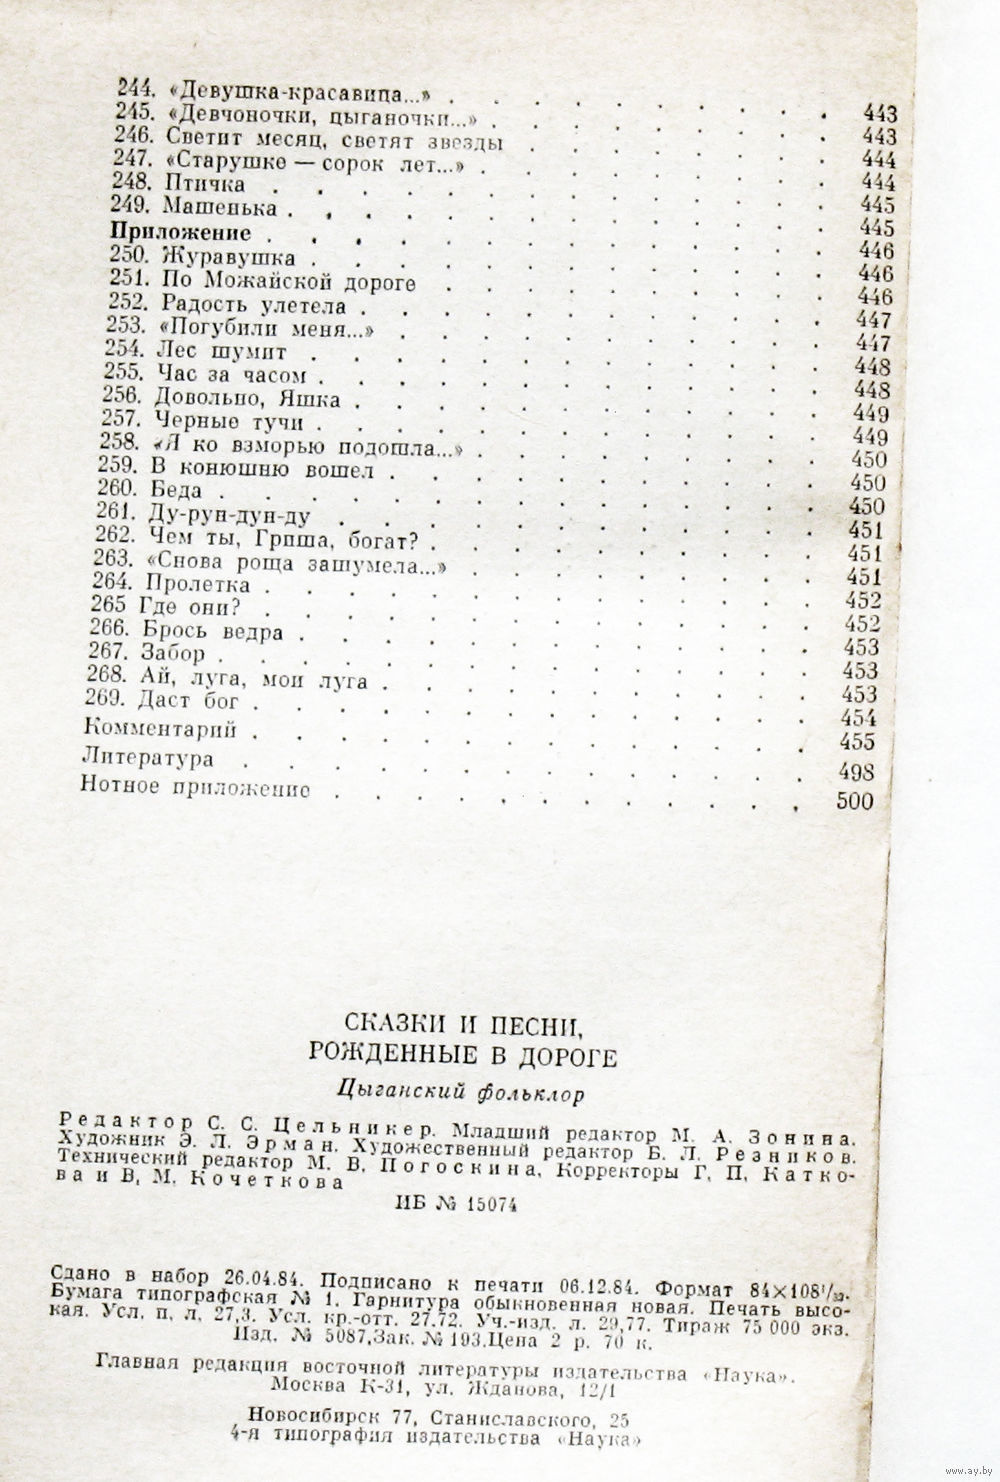 244. «Девушка-красавица...» . . . . . . . . . . 443
245. «Девчоночки, цыганочки...» . . . . . . . . . 443
246. Светит месяц, светят звезды . . . . . . . . 444
247. «Старушке — сорок лет...» . . . . . . . . . 444
248. Птичка . . . . . . . . . . . . . . 445
249. Машенька . . . . . . . . . . . . . 445
Приложение . . . . . . . . . . . . . . 446
250. Журавушка . . . . . . . . . . . . . 446
251. По Можайской дороге . . . . . . . . . . 446
252. Радость улетела . . . . . . . . . . . . 447
253. «Погубили меня...» . . . . . . . . . . . 447
254. Лес шумит . . . . . . . . . . . . . 448
255. Час за часом . . . . . . . . . . . . . 448
256. Довольно, Яшка . . . . . . . . . . . . 449
257. Черные тучи . . . . . . . . . . . . . 449
258. «Я ко взморью подошла...» . . . . . . . . . 450
259. В конюшню вошел . . . . . . . . . . . 450
260. Беда . . . . . . . . . . . . . . . 450
261. Ду-рун-дун-ду . . . . . . . . . . . . 451
262. Чем ты, Гриша, богат? . . . . . . . . . . 451
263. «Снова роща зашумела...» . . . . . . . . . 451
264. Пролетка . . . . . . . . . . . . . . 452
265 Где они? . . . . . . . . . . . . . . 452
266. Брось ведра . . . . . . . . . . . . . 453
267. Забор . . . . . . . . . . . . . . . 453
268. Ай, луга, мои луга . . . . . . . . . . . 453
269. Даст бог . . . . . . . . . . . . . . 454
Комментарий . . . . . . . . . . . . . . 455
Литература . . . . . . . . . . . . . . 498
Нотное приложение . . . . . . . . . . . . 500
СКАЗКИ И ПЕСНИ,
РОЖДЕННЫЕ В ДОРОГЕ
Цыганский фольклор
Редактор С. С. Цельникер. Младший редактор М. А. Зонина.
Художник Э. Л. Эрман. Художественный редактор Б. Л. Резников.
Технический редактор М. В. Погоскина. Корректоры Г. П. Катко-
ва и В. М. Кочеткова
ИБ № 15074
Сдано в набор 26.04.84. Подписано к печати 06.12.84. Формат 84×108¹/₃₂.
Бумага типографская № 1. Гарнитура обыкновенная новая. Печать высо-
кая. Усл. п. л. 27,3. Усл. кр.-отт. 27.72. Уч.-изд. л. 29,77. Тираж 75 000 экз.
Изд. № 5087.Зак. № 193.Цена 2 р. 70 к.
Главная редакция восточной литературы издательства «Наука».
Москва К-31, ул. Жданова, 12/1
Новосибирск 77, Станиславского, 25
4-я типография издательства «Наука»
www.ay.by